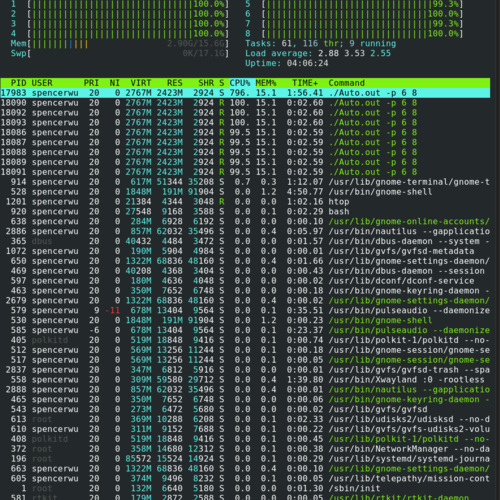 1 [||||||||||||||||||||||||||||||||100.0%] 5 [||||||||||||||||||||||||||||||||99.3%]
2 [||||||||||||||||||||||||||||||||100.0%] 6 [||||||||||||||||||||||||||||||||100.0%]
3 [||||||||||||||||||||||||||||||||100.0%] 7 [||||||||||||||||||||||||||||||||99.3%]
4 [||||||||||||||||||||||||||||||||100.0%] 8 [||||||||||||||||||||||||||||||||100.0%]
Mem[||||||||||| 2.90G/15.6G] Tasks: 61, 116 thr; 9 running
Swp[ 0K/17.1G] Load average: 2.88 3.53 2.55
Uptime: 04:06:24
PID USER PRI NI VIRT RES SHR S CPU% MEM% TIME+ Command
17983 spencerwu 20 0 2767M 2423M 2924 S 796. 15.1 1:56.41 ./Auto.out -p 6 8
18090 spencerwu 20 0 2767M 2423M 2924 R 100. 15.1 0:02.60 ./Auto.out -p 6 8
18092 spencerwu 20 0 2767M 2423M 2924 R 100. 15.1 0:02.60 ./Auto.out -p 6 8
18093 spencerwu 20 0 2767M 2423M 2924 R 100. 15.1 0:02.60 ./Auto.out -p 6 8
18086 spencerwu 20 0 2767M 2423M 2924 R 99.5 15.1 0:02.59 ./Auto.out -p 6 8
18087 spencerwu 20 0 2767M 2423M 2924 R 99.5 15.1 0:02.59 ./Auto.out -p 6 8
18088 spencerwu 20 0 2767M 2423M 2924 R 99.5 15.1 0:02.59 ./Auto.out -p 6 8
18089 spencerwu 20 0 2767M 2423M 2924 R 99.5 15.1 0:02.59 ./Auto.out -p 6 8
18091 spencerwu 20 0 2767M 2423M 2924 R 99.5 15.1 0:02.59 ./Auto.out -p 6 8
914 spencerwu 20 0 617M 51344 35208 S 0.7 0.3 1:12.07 /usr/lib/gnome-terminal/gnome-t
528 spencerwu 20 0 1848M 191M 91904 S 0.0 1.2 4:50.77 /usr/bin/gnome-shell
1201 spencerwu 20 0 21384 4344 3048 R 0.0 0.0 1:02.16 htop
920 spencerwu 20 0 27548 9168 3588 S 0.0 0.1 0:02.29 bash
638 spencerwu 20 0 284M 6928 6192 S 0.0 0.0 0:00.10 /usr/lib/gnome-online-accounts/
2886 spencerwu 20 0 857M 62032 35496 S 0.0 0.4 0:05.97 /usr/bin/nautilus --gapplicatio
365 dbus 20 0 40432 4484 3472 S 0.0 0.0 0:01.57 /usr/bin/dbus-daemon --system -
1072 spencerwu 20 0 190M 5904 4984 S 0.0 0.0 0:00.01 /usr/lib/gvfs/gvfsd-metadata
650 spencerwu 20 0 1322M 68836 48160 S 0.0 0.4 0:01.66 /usr/lib/gnome-settings-daemon/
469 spencerwu 20 0 40208 4368 3404 S 0.0 0.0 0:00.43 /usr/bin/dbus-daemon --session
597 spencerwu 20 0 180M 4636 4048 S 0.0 0.0 0:00.02 /usr/lib/dconf/dconf-service
463 spencerwu 20 0 350M 7652 6748 S 0.0 0.0 0:00.18 /usr/bin/gnome-keyring-daemon -
2679 spencerwu 20 0 1322M 68836 48160 S 0.0 0.4 0:00.02 /usr/lib/gnome-settings-daemon/
579 spencerwu 9 -11 678M 13404 9564 S 0.0 0.1 0:35.51 /usr/bin/pulseaudio --daemonize
530 spencerwu 20 0 1848M 191M 91904 S 0.0 1.2 0:00.23 /usr/bin/gnome-shell
585 spencerwu -6 0 678M 13404 9564 S 0.0 0.1 0:23.37 /usr/bin/pulseaudio --daemonize
405 polkitd 20 0 519M 18848 9416 S 0.0 0.1 0:00.74 /usr/lib/polkit-1/polkitd --no-
512 spencerwu 20 0 569M 13256 11244 S 0.0 0.1 0:00.18 /usr/lib/gnome-session/gnome-se
517 spencerwu 20 0 569M 13256 11244 S 0.0 0.1 0:00.05 /usr/lib/gnome-session/gnome-se
2837 spencerwu 20 0 347M 6812 5916 S 0.0 0.0 0:00.01 /usr/lib/gvfs/gvfsd-trash --spa
558 spencerwu 20 0 309M 59580 29712 S 0.0 0.4 1:39.80 /usr/bin/Xwayland :0 -rootless
2888 spencerwu 20 0 857M 62032 35496 S 0.0 0.4 0:00.01 /usr/bin/nautilus --gapplicatio
465 spencerwu 20 0 350M 7652 6748 S 0.0 0.0 0:00.06 /usr/bin/gnome-keyring-daemon -
543 spencerwu 20 0 273M 6472 5680 S 0.0 0.0 0:00.02 /usr/lib/gvfs/gvfsd
613 root 20 0 369M 10288 6208 S 0.0 0.1 0:02.33 /usr/lib/udisks2/udisksd --no-d
610 spencerwu 20 0 311M 9152 7688 S 0.0 0.1 0:00.22 /usr/lib/gvfs/gvfs-udisks2-volu
408 polkitd 20 0 519M 18848 9416 S 0.0 0.1 0:00.45 /usr/lib/polkit-1/polkitd --no-
372 root 20 0 358M 14680 12312 S 0.0 0.1 0:00.38 /usr/bin/NetworkManager --no-da
196 root 20 0 85572 15524 14924 S 0.0 0.1 0:00.29 /usr/lib/systemd/systemd-journa
663 spencerwu 20 0 1322M 68836 48160 S 0.0 0.4 0:00.10 /usr/lib/gnome-settings-daemon/
605 spencerwu 20 0 374M 9496 8232 S 0.0 0.1 0:00.05 /usr/lib/telepathy/mission-cont
1 root 20 0 132M 6640 5180 S 0.0 0.0 0:01.30 /sbin/init
581 rtkit 20 0 179M 2872 2588 S 0.0 0.0 0:00.25 /usr/lib/rtkit/rtkit-daemon